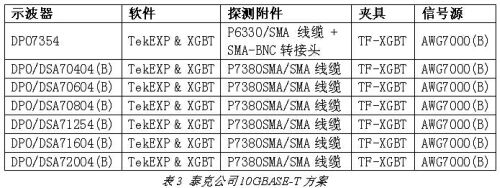 示波器 软件 探测附件 夹具 信号源
DPO7354 TekEXP & XGBT P6330/SMA 线缆 + SMA-BNC 转接头 TF-XGBT AWG7000(B)
DPO/DSA70404(B) TekEXP & XGBT P7380SMA/SMA 线缆 TF-XGBT AWG7000(B)
DPO/DSA70604(B) TekEXP & XGBT P7380SMA/SMA 线缆 TF-XGBT AWG7000(B)
DPO/DSA70804(B) TekEXP & XGBT P7380SMA/SMA 线缆 TF-XGBT AWG7000(B)
DPO/DSA71254(B) TekEXP & XGBT P7380SMA/SMA 线缆 TF-XGBT AWG7000(B)
DPO/DSA71604(B) TekEXP & XGBT P7380SMA/SMA 线缆 TF-XGBT AWG7000(B)
DPO/DSA72004(B) TekEXP & XGBT P7380SMA/SMA 线缆 TF-XGBT AWG7000(B)
表3 泰克公司10GBASE-T 方案